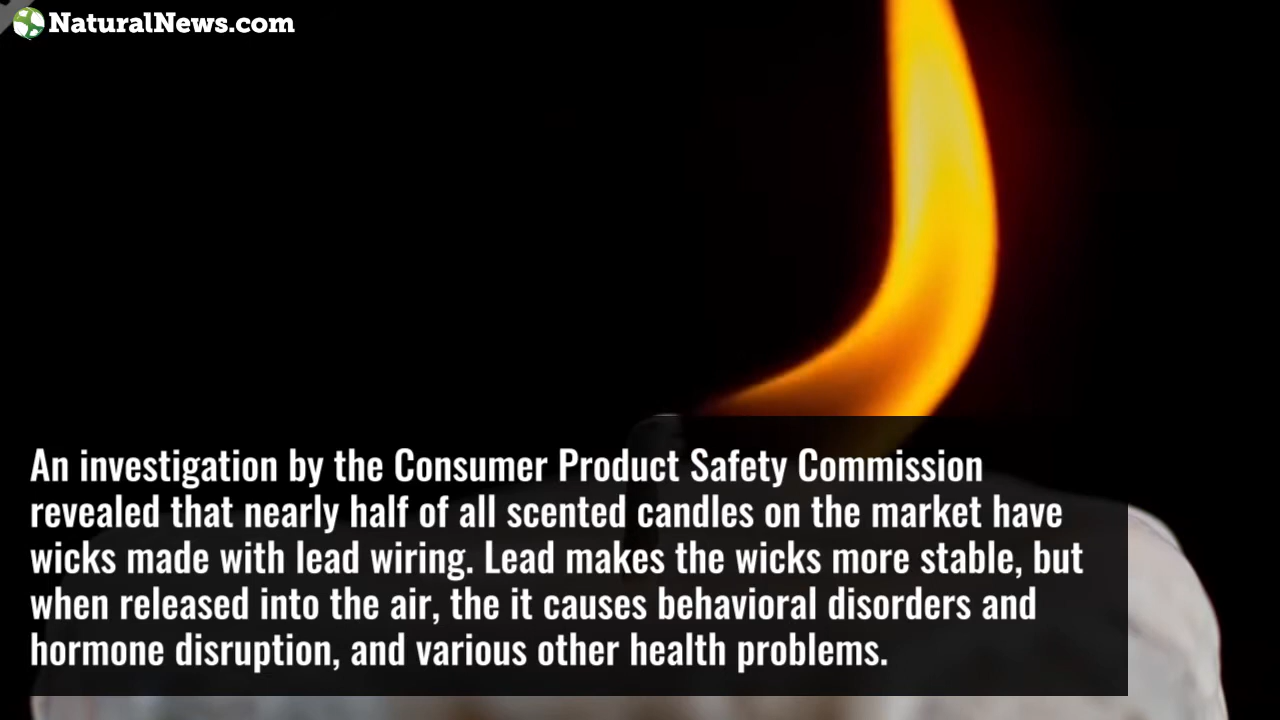 NaturalNews.com
An investigation by the Consumer Product Safety Commission
revealed that nearly half of all scented candles on the market have
wicks made with lead wiring. Lead makes the wicks more stable, but
when released into the air, the it causes behavioral disorders and
hormone disruption, and various other health problems.